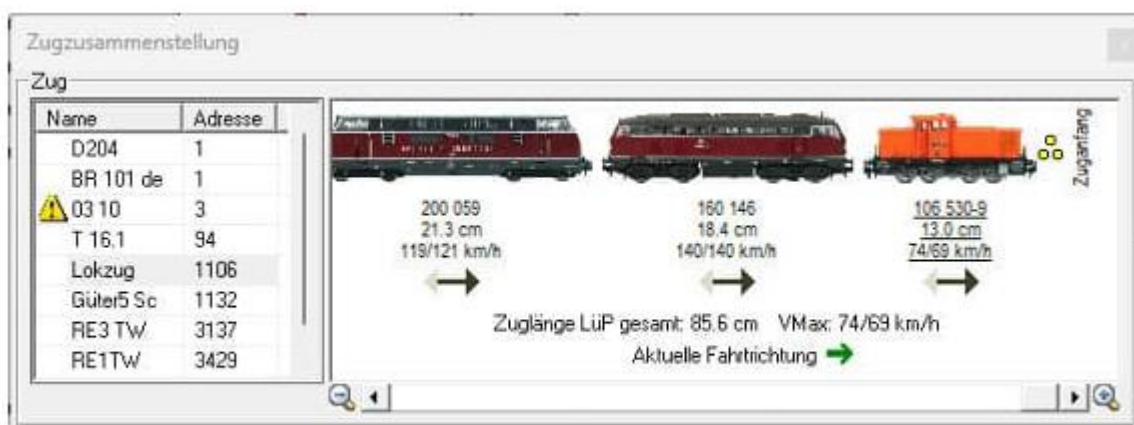 Zugzusammenstellung
Zug
Name Adresse
D204 1
BR 101 de 1
03 10 3
T 16.1 94
Lokzug 1106
Güter5 Sc 1132
RE3 TW 3137
RE1TW 3429
Zuganfang
200 059 160 146 106 530-9
21.3 cm 18.4 cm 13.0 cm
119/121 km/h 140/140 km/h 74/69 km/h
Zuglänge LüP gesamt: 85.6 cm VMax: 74/69 km/h
Aktuelle Fahrtrichtung